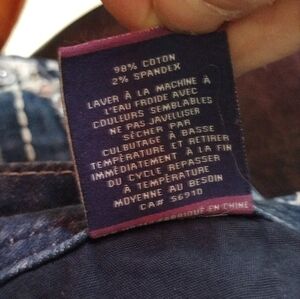 98% COTON
2% SPANDEX
LAVER À LA MACHINE À
L'EAU FROIDE AVEC
COULEURS SEMBLABLES
NE PAS JAVELLISER
SÉCHER PAR
CULBUTAGE À BASSE
TEMPÉRATURE ET RETIRER
IMMÉDIATEMENT À LA FIN
DU CYCLE REPASSER
À TEMPÉRATURE
MOYENNE AU BESOIN
CA# 56910
FABRIQUÉ EN CHINE